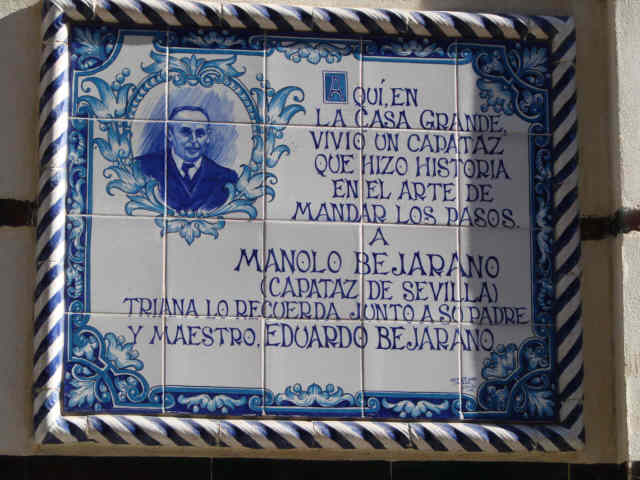 AQUÍ, EN
LA CASA GRANDE,
VIVIÓ UN CAPATAZ
QUE HIZO HISTORIA
EN EL ARTE DE
MANDAR LOS PASOS.
A
MANOLO BEJARANO
(CAPATAZ DE SEVILLA)
TRIANA LO RECUERDA JUNTO A SU PADRE
Y MAESTRO, EDUARDO BEJARANO